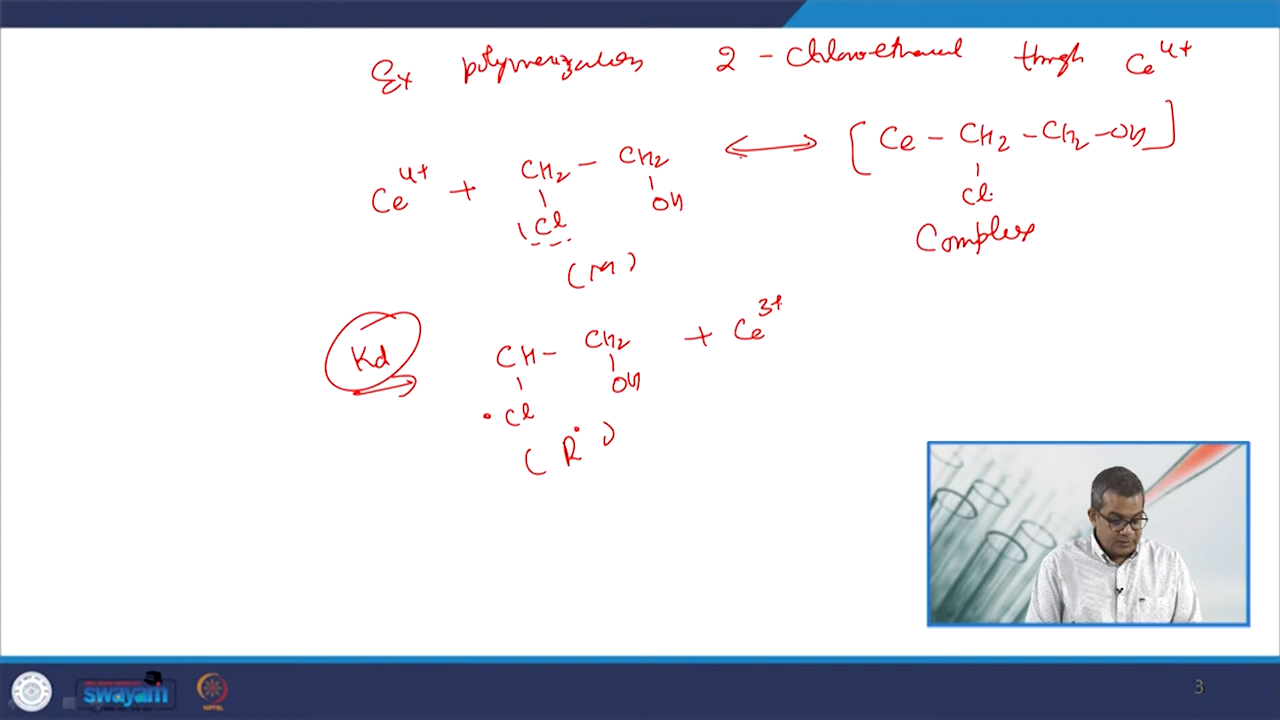 Ex polymerization 2 - chloroethanol through Ce4+
Ce4+ + CH2 - CH2 ⟷ [ Ce - CH2 - CH2 - OH ]
Cl OH Cl
(M) Complex
Kd CH - CH2 + Ce3+
• Cl OH
( R• )
3
swayam NPTEL